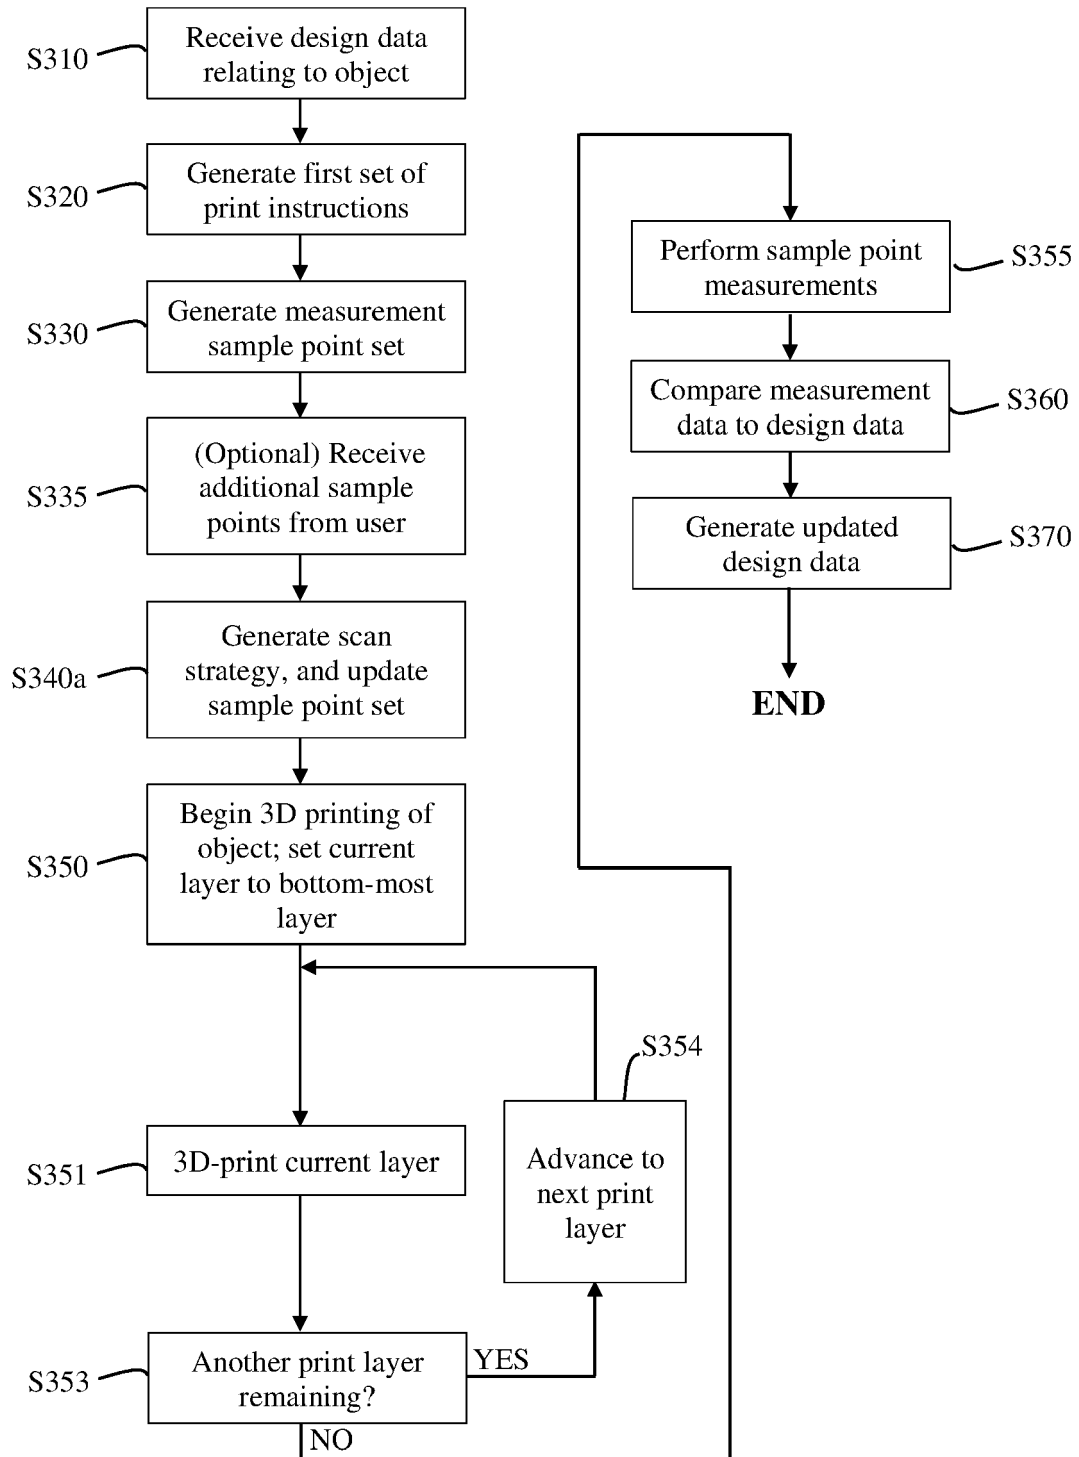 S310
Receive design data
relating to object
S320
Generate first set of
print instructions
S330
Generate measurement
sample point set
S335
(Optional) Receive
additional sample
points from user
S340a
Generate scan
strategy, and update
sample point set
S350
Begin 3D printing of
object; set current
layer to bottom-most
layer
S351
3D-print current layer
S353
Another print layer
remaining?
YES
NO
S354
Advance to
next print
layer
Perform sample point
measurements
S355
Compare measurement
data to design data
S360
Generate updated
design data
S370
END